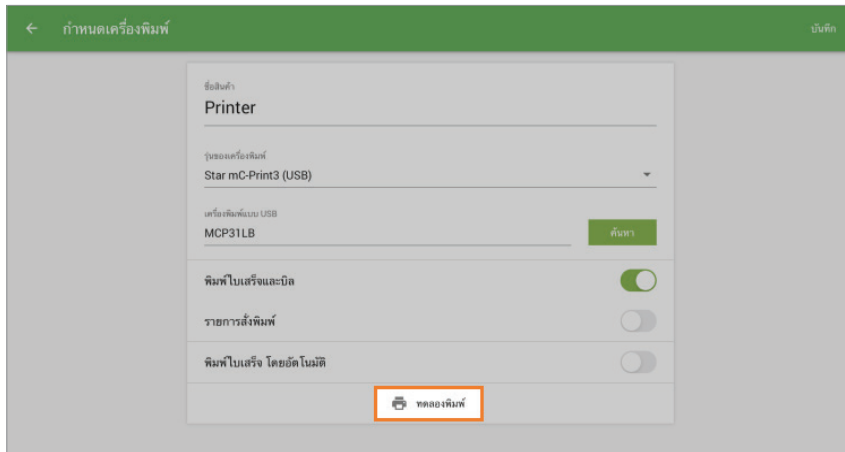 กำหนดเครื่องพิมพ์
บันทึก
ชื่อสินค้า
Printer
รุ่นของเครื่องพิมพ์
Star mC-Print3 (USB)
เครื่องพิมพ์แบบ USB
MCP31LB
ค้นหา
พิมพ์ใบเสร็จและบิล
รายการสั่งพิมพ์
พิมพ์ใบเสร็จ โดยอัตโนมัติ
ทดลองพิมพ์